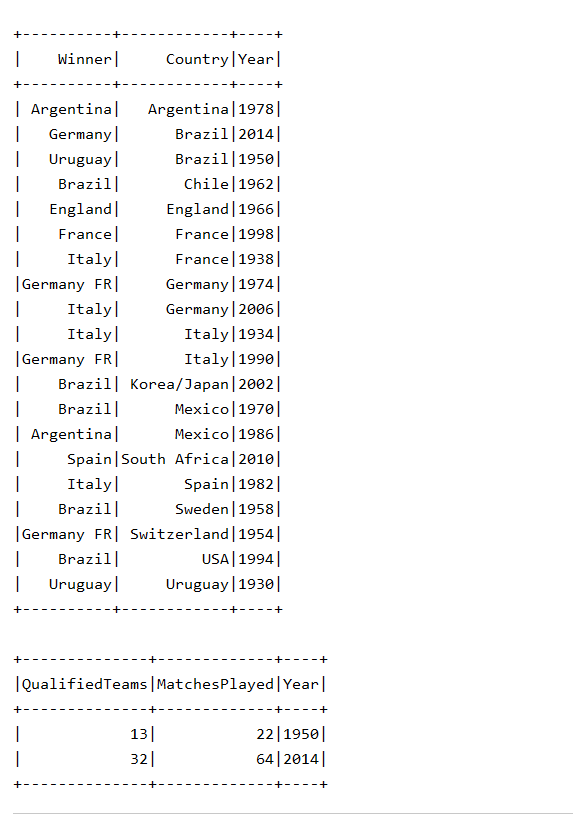 +----------+------------+----+
|    Winner|     Country|Year|
+----------+------------+----+
| Argentina|   Argentina|1978|
|   Germany|      Brazil|2014|
|   Uruguay|      Brazil|1950|
|    Brazil|       Chile|1962|
|   England|     England|1966|
|    France|      France|1998|
|     Italy|      France|1938|
|Germany FR|     Germany|1974|
|     Italy|     Germany|2006|
|     Italy|       Italy|1934|
|Germany FR|       Italy|1990|
|    Brazil| Korea/Japan|2002|
|    Brazil|      Mexico|1970|
| Argentina|      Mexico|1986|
|     Spain|South Africa|2010|
|     Italy|       Spain|1982|
|    Brazil|      Sweden|1958|
|Germany FR| Switzerland|1954|
|    Brazil|         USA|1994|
|   Uruguay|     Uruguay|1930|
+----------+------------+----+
+--------------+-------------+----+
|QualifiedTeams|MatchesPlayed|Year|
+--------------+-------------+----+
|            13|           22|1950|
|            32|           64|2014|
+--------------+-------------+----+